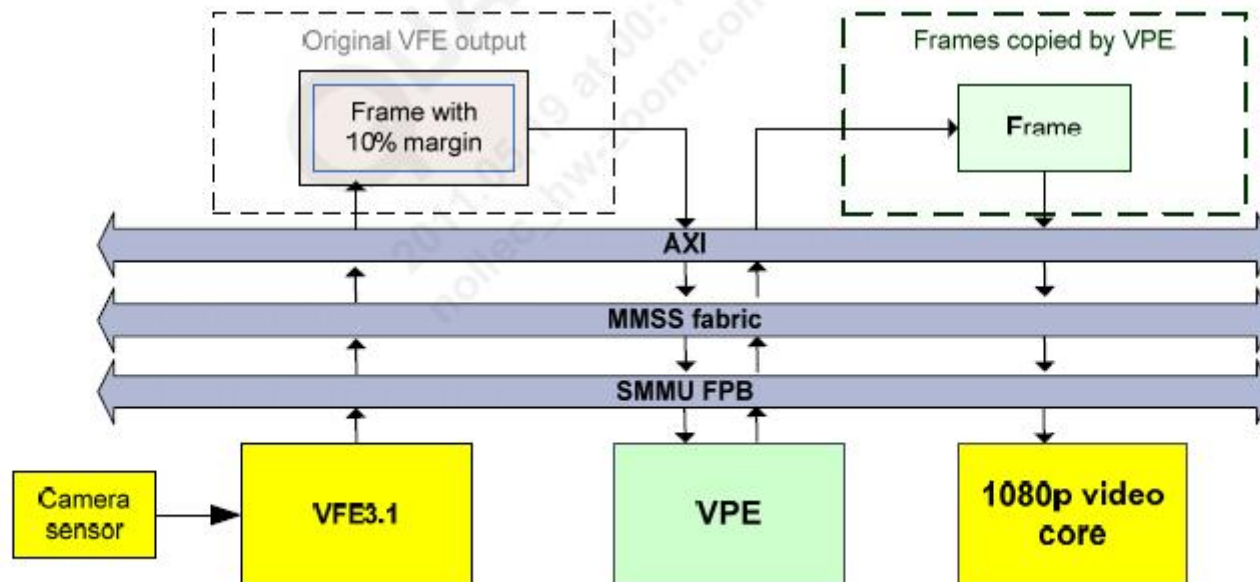 Original VFE output
Frame with
10% margin
Frames copied by VPE
Frame
AXI
MMSS fabric
SMMU FPB
Camera
sensor
VFE3.1
VPE
1080p video
core